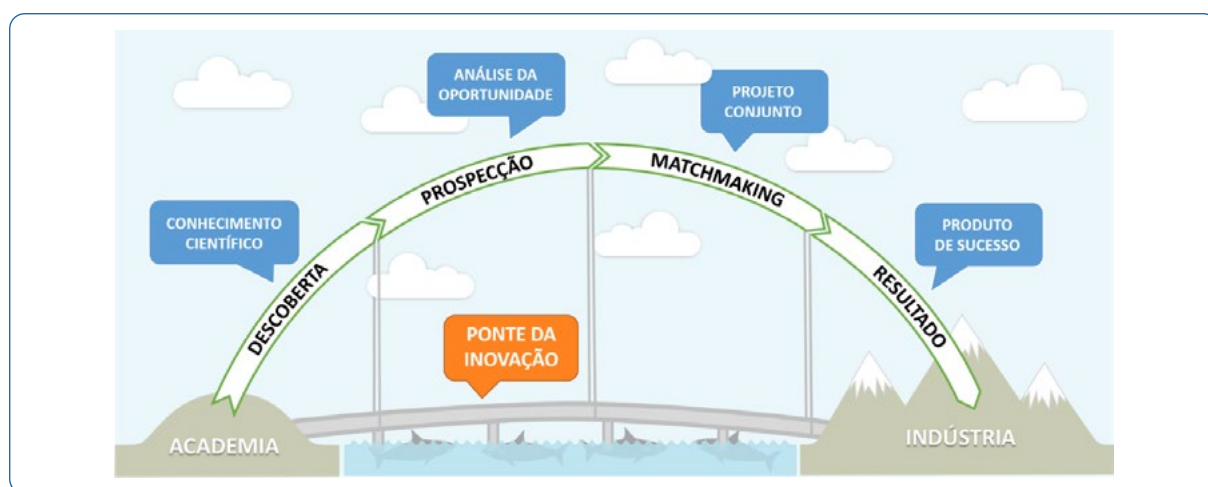 ANÁLISE DA
OPORTUNIDADE
PROJETO
CONJUNTO
PROSPECÇÃO
MATCHMAKING
CONHECIMENTO
CIENTÍFICO
PRODUTO
DE SUCESSO
DESCOBERTA
RESULTADO
PONTE DA
INOVAÇÃO
ACADEMIA
INDÚSTRIA